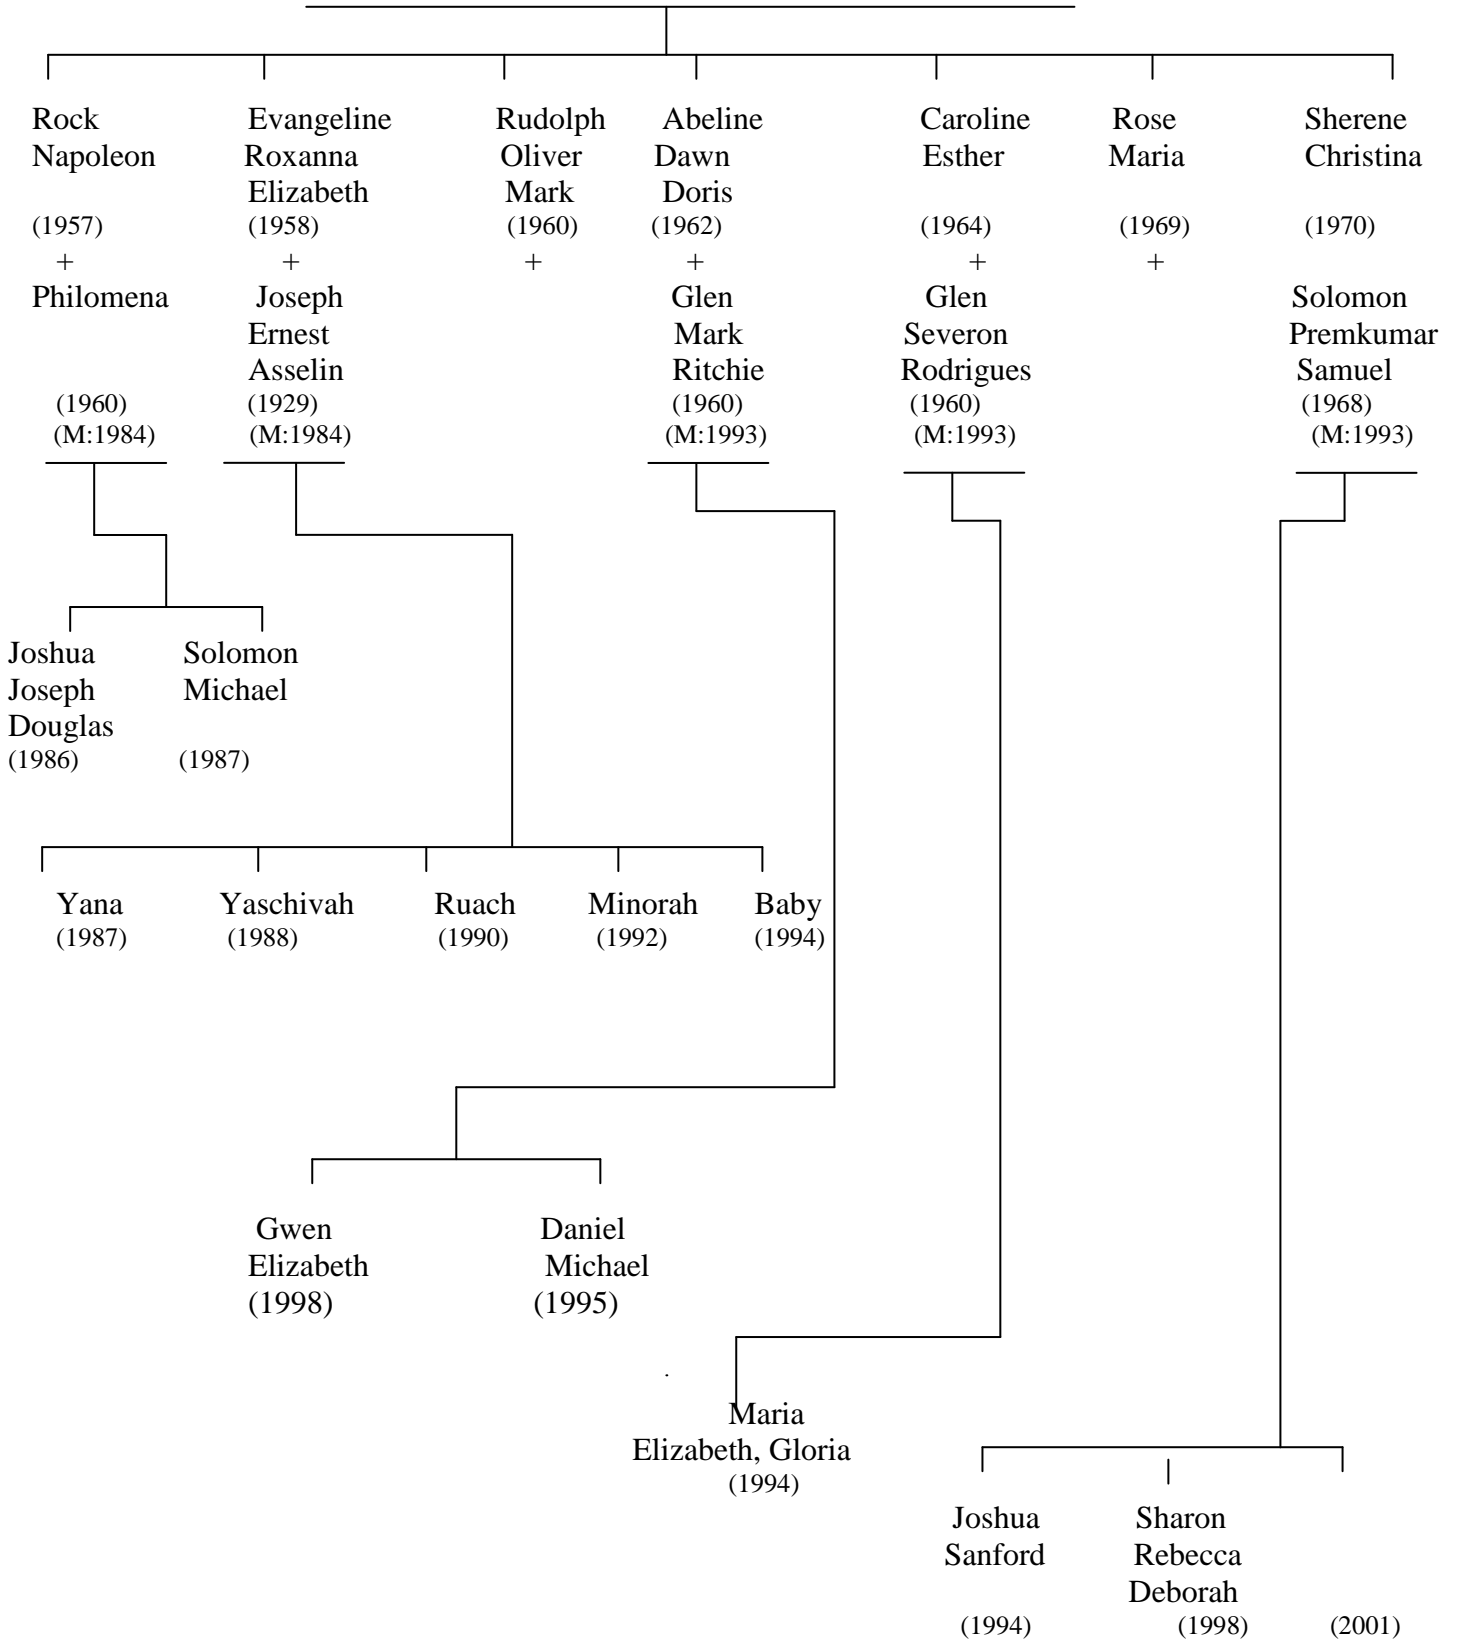 Rock Evangeline Rudolph Abeline Caroline Rose Sherene
Napoleon Roxanna Oliver Dawn Esther Maria Christina
Elizabeth Mark Doris
(1957) (1958) (1960) (1962) (1964) (1969) (1970)
+ + + + + +
Philomena Joseph Glen Glen Solomon
Ernest Mark Severon Premkumar
Asselin Ritchie Rodrigues Samuel
(1960) (1929) (1960) (1960) (1968)
(M:1984) (M:1984) (M:1993) (M:1993) (M:1993)
Joshua Solomon
Joseph Michael
Douglas
(1986) (1987)
Yana Yaschivah Ruach Minorah Baby
(1987) (1988) (1990) (1992) (1994)
Gwen Daniel
Elizabeth Michael
(1998) (1995)
.
Maria
Elizabeth, Gloria
(1994)
Joshua Sharon
Sanford Rebecca
Deborah
(1994) (1998) (2001)